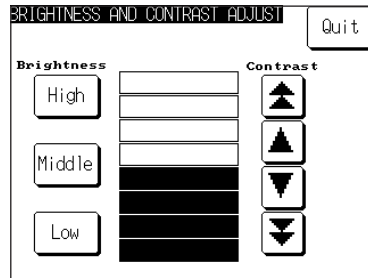 BRIGHTNESS AND CONTRAST ADJUST
Quit
Brightness
Contrast
High
Middle
Low